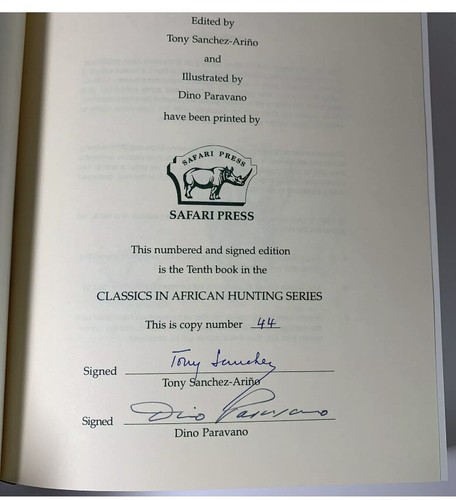 Edited by
Tony Sanchez-Ariño
and
Illustrated by
Dino Paravano
have been printed by
SAFARI PRESS
SAFARI PRESS
This numbered and signed edition
is the Tenth book in the
CLASSICS IN AFRICAN HUNTING SERIES
This is copy number 44
Tony Sanchez
Signed
Tony Sanchez-Ariño
Dino Paravano
Signed
Dino Paravano